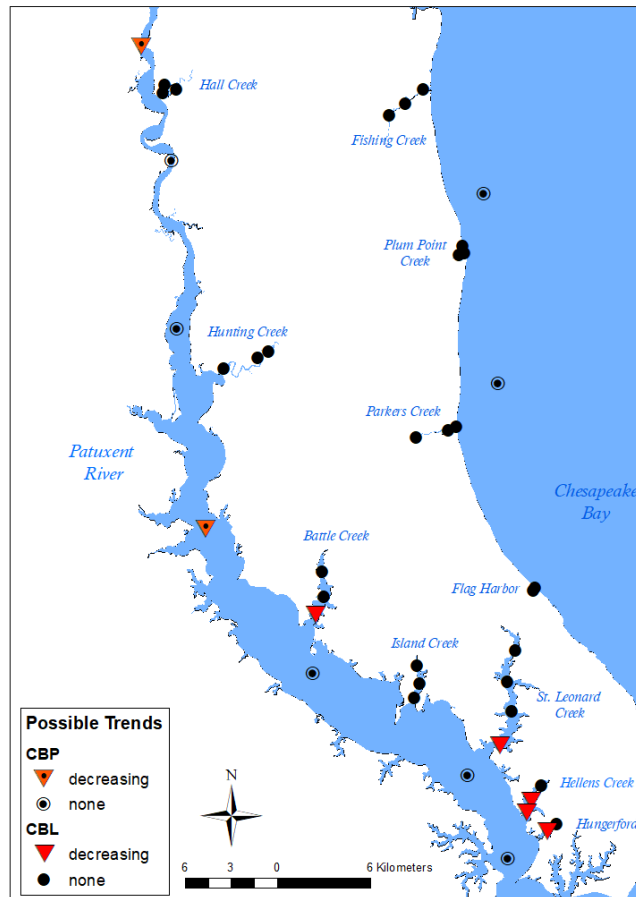 Hall Creek
Fishing Creek
Plum Point
Creek
Hunting Creek
Parkers Creek
Patuxent
River
Chesapeake
Bay
Battle Creek
Flag Harbor
Island Creek
St. Leonard
Creek
Hellens Creek
Hungerford
Possible Trends
CBP
decreasing
none
CBL
decreasing
none
N
6 3 0 6 Kilometers